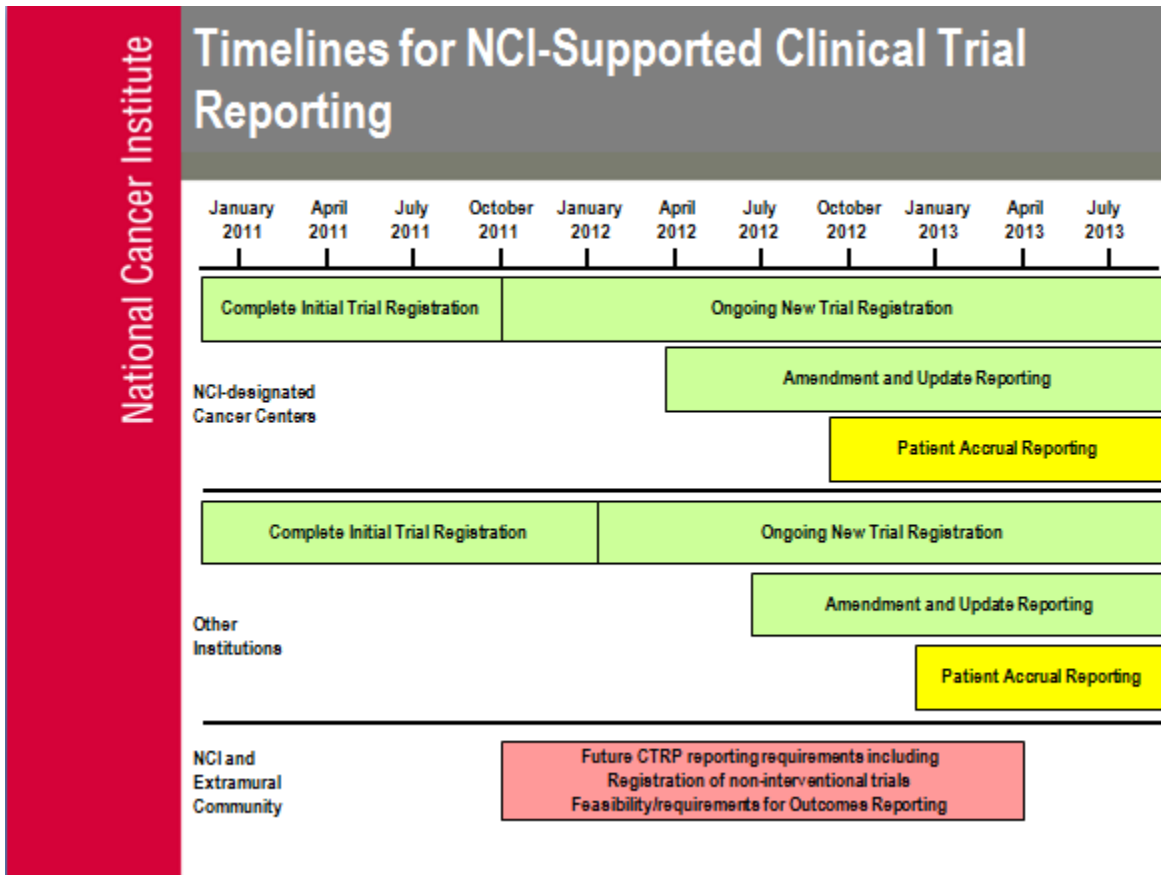 National Cancer Institute
Timelines for NCI-Supported Clinical Trial
Reporting
January April July October January April July October January April July
2011 2011 2011 2011 2012 2012 2012 2012 2013 2013 2013
Complete Initial Trial Registration
Ongoing New Trial Registration
Amendment and Update Reporting
NCI-designated
Cancer Centers
Patient Accrual Reporting
Complete Initial Trial Registration
Ongoing New Trial Registration
Amendment and Update Reporting
Other
Institutions
Patient Accrual Reporting
NCI and
Extramural
Community
Future CTRP reporting requirements including
Registration of non-interventional trials
Feasibility/requirements for Outcomes Reporting